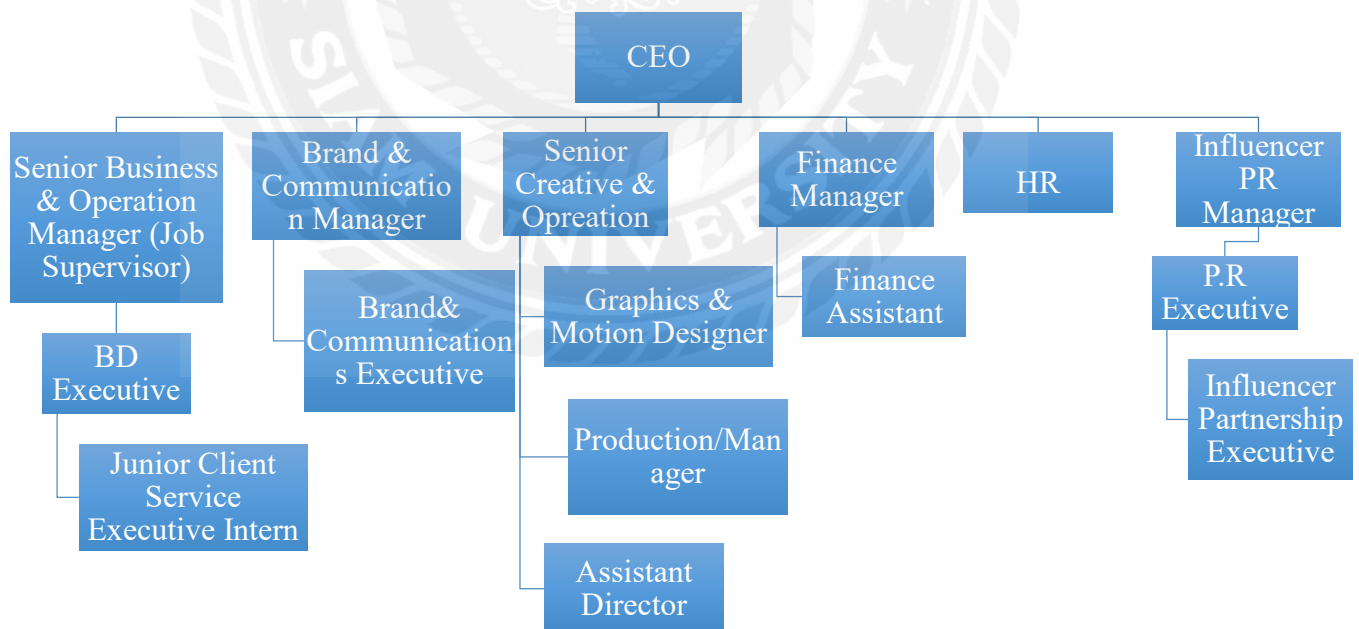 CEO
Senior Business
& Operation
Manager (Job
Supervisor)
Brand &
Communicatio
n Manager
Senior
Creative &
Opreation
Finance
Manager
HR
Influencer
PR
Manager
BD
Executive
Junior Client
Service
Executive Intern
Brand&
Communication
s Executive
Graphics &
Motion Designer
Production/Man
ager
Assistant
Director
Finance
Assistant
P.R
Executive
Influencer
Partnership
Executive
SIAM UNIVERSITY